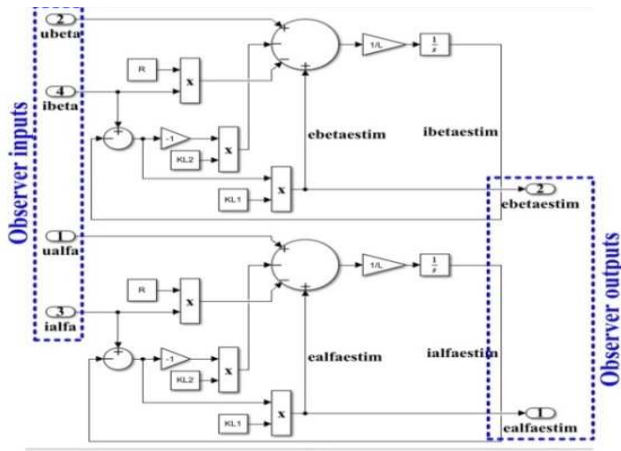 Observer inputs
2
ubeta
4
ibeta
R
x
-1
KL2
x
KL1
x
1/L
1
s
ebetaestim
ibetaestim
2
ebetaestim
1
ualfa
3
ialfa
R
x
-1
KL2
x
KL1
x
1/L
1
s
ealfaestim
ialfaestim
1
ealfaestim
Observer outputs